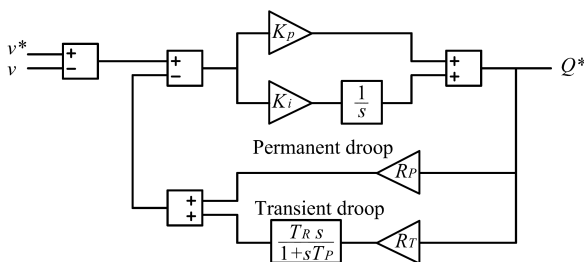 v*
v
+
−
+
−
Kp
Ki
1/s
+
+
Q*
Permanent droop
RP
+
+
Transient droop
TR s
1+sTP
RT